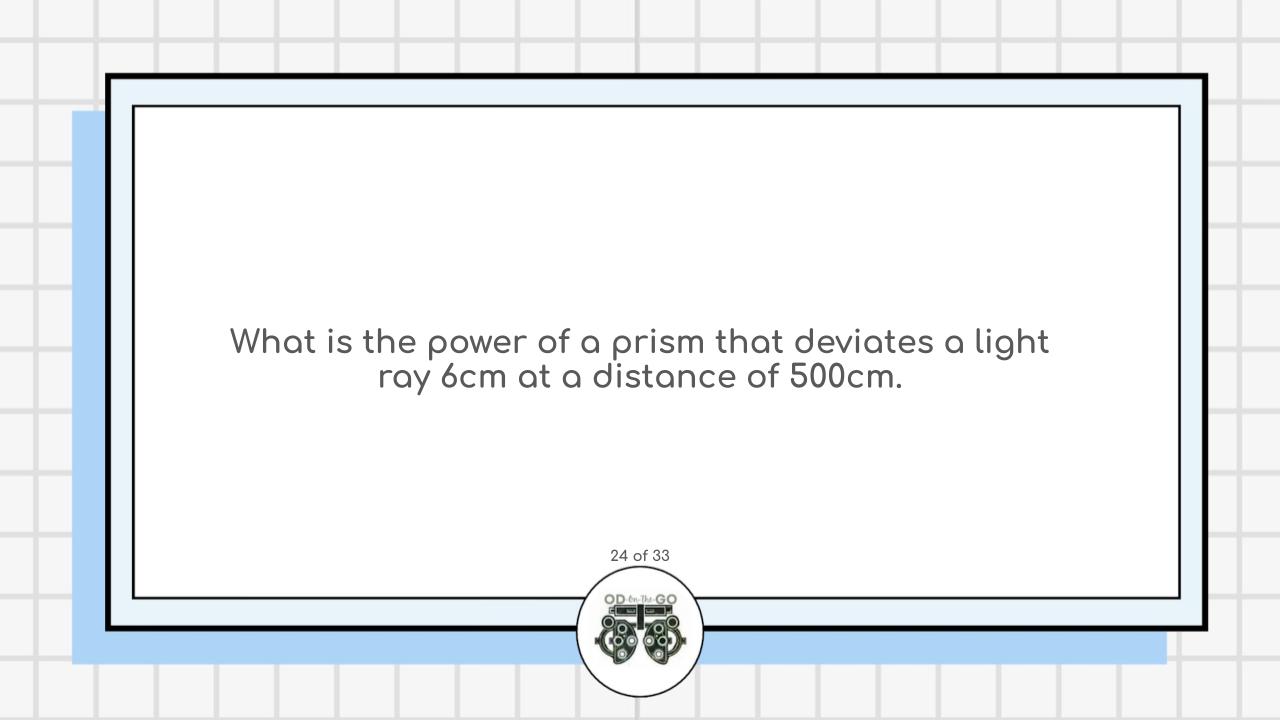 What is the power of a prism that deviates a light
ray 6cm at a distance of 500cm.
24 of 33
OD-On-The-GO